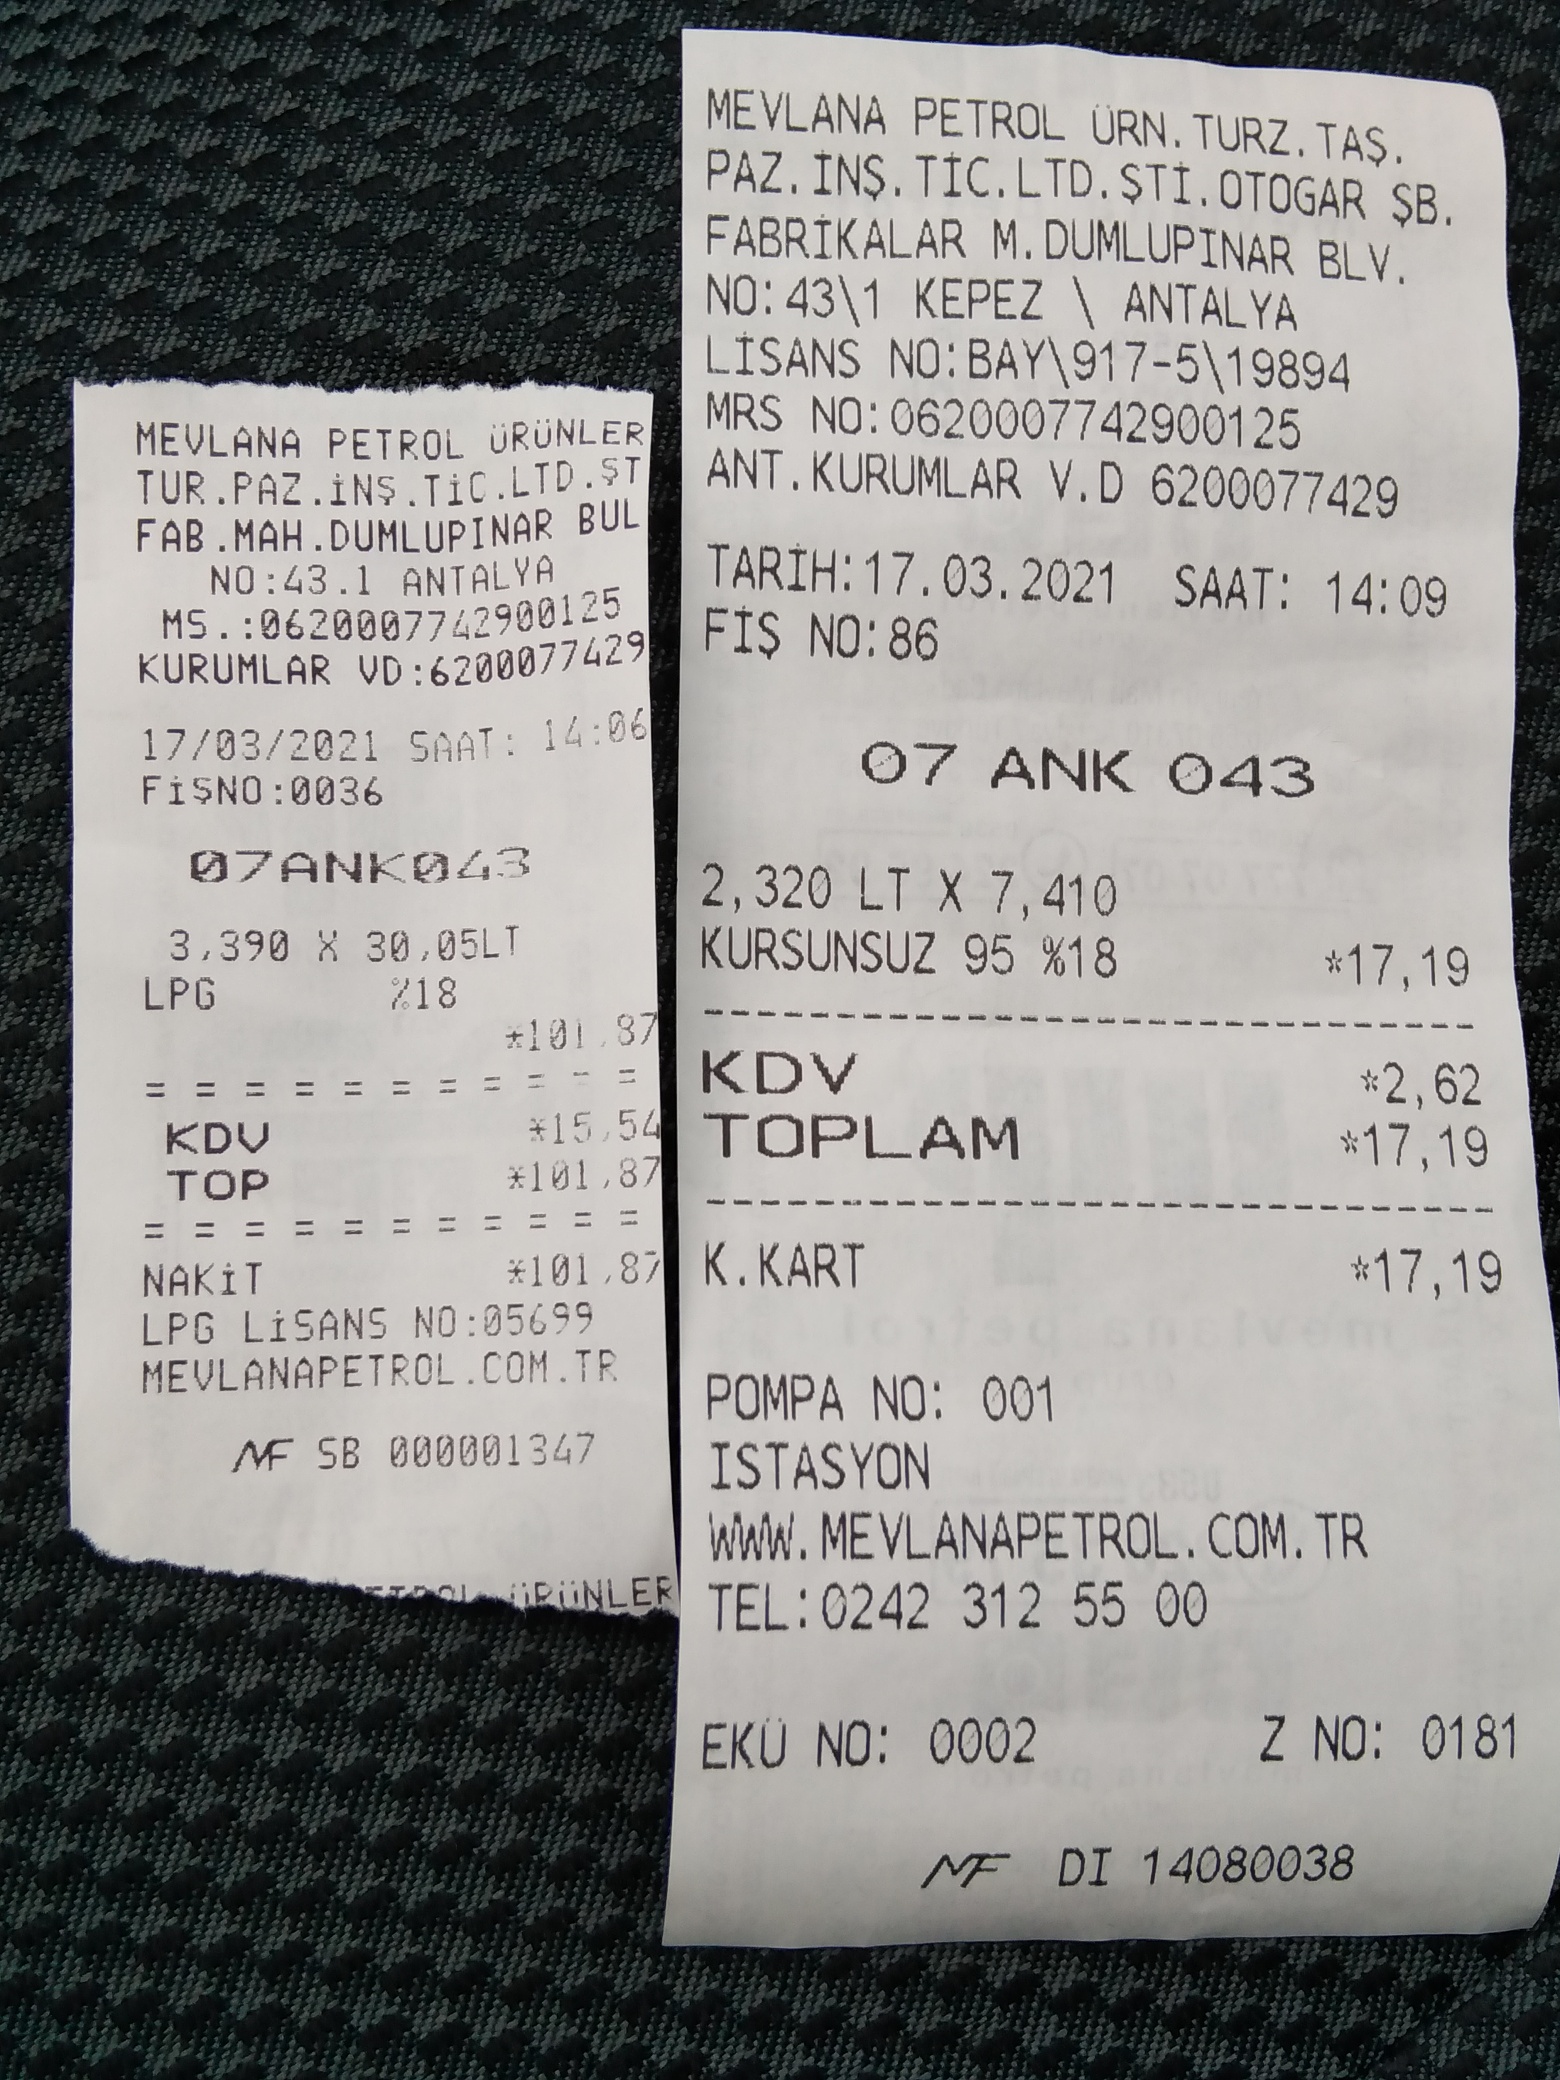 MEVLANA PETROL ÜRÜNLER
TUR.PAZ.İNŞ.TİC.LTD.ŞT
FAB.MAH.DUMLUPINAR BUL
NO:43.1 ANTALYA
MS.:0620007742900125
KURUMLAR VD:6200077429
17/03/2021 SAAT: 14:06
FİŞNO:0036
07ANK043
3,390 X 30,05LT
LPG %18
*101,87
= = = = = = = = = = =
KDV *15,54
TOP *101,87
= = = = = = = = = = =
NAKİT *101,87
LPG LİSANS NO:05699
MEVLANAPETROL.COM.TR
MF SB 000001347
ÜRÜNLER
MEVLANA PETROL ÜRN.TURZ.TAŞ.
PAZ.İNŞ.TİC.LTD.ŞTİ.OTOGAR ŞB.
FABRİKALAR M.DUMLUPINAR BLV.
NO:43\1 KEPEZ \ ANTALYA
LİSANS NO:BAY\917-5\19894
MRS NO:0620007742900125
ANT.KURUMLAR V.D 6200077429
TARİH:17.03.2021 SAAT: 14:09
FİŞ NO:86
07 ANK 043
2,320 LT X 7,410
KURSUNSUZ 95 %18 *17,19
KDV *2,62
TOPLAM *17,19
K.KART *17,19
POMPA NO: 001
ISTASYON
WWW.MEVLANAPETROL.COM.TR
TEL:0242 312 55 00
EKÜ NO: 0002 Z NO: 0181
MF DI 14080038